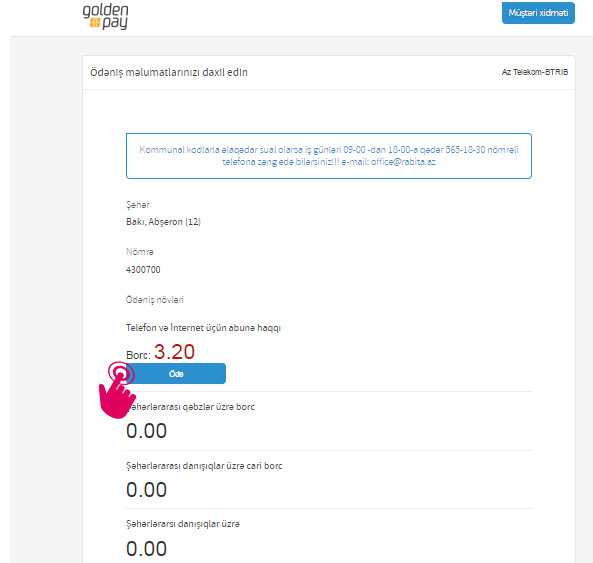 golden
pay
Müştəri xidməti
Ödəniş məlumatlarınızı daxil edin
Az Telekom-BTRIB
Kommunal kodlarla əlaqədar sual olarsa iş günləri 09-00 -dan 18-00-a qədər 565-18-30 nömrəli
telefona zəng edə bilərsiniz!!! e-mail: office@rabita.az
Şəhər
Bakı, Abşeron (12)
Nömrə
4300700
Ödəniş növləri
Telefon və İnternet üçün abunə haqqı
Borc: 3.20
Ödə
Şəhərlərarası qəbzlər üzrə borc
0.00
Şəhərlərarası danışıqlar üzrə cari borc
0.00
Şəhərlərarsı danışıqlar üzrə
0.00